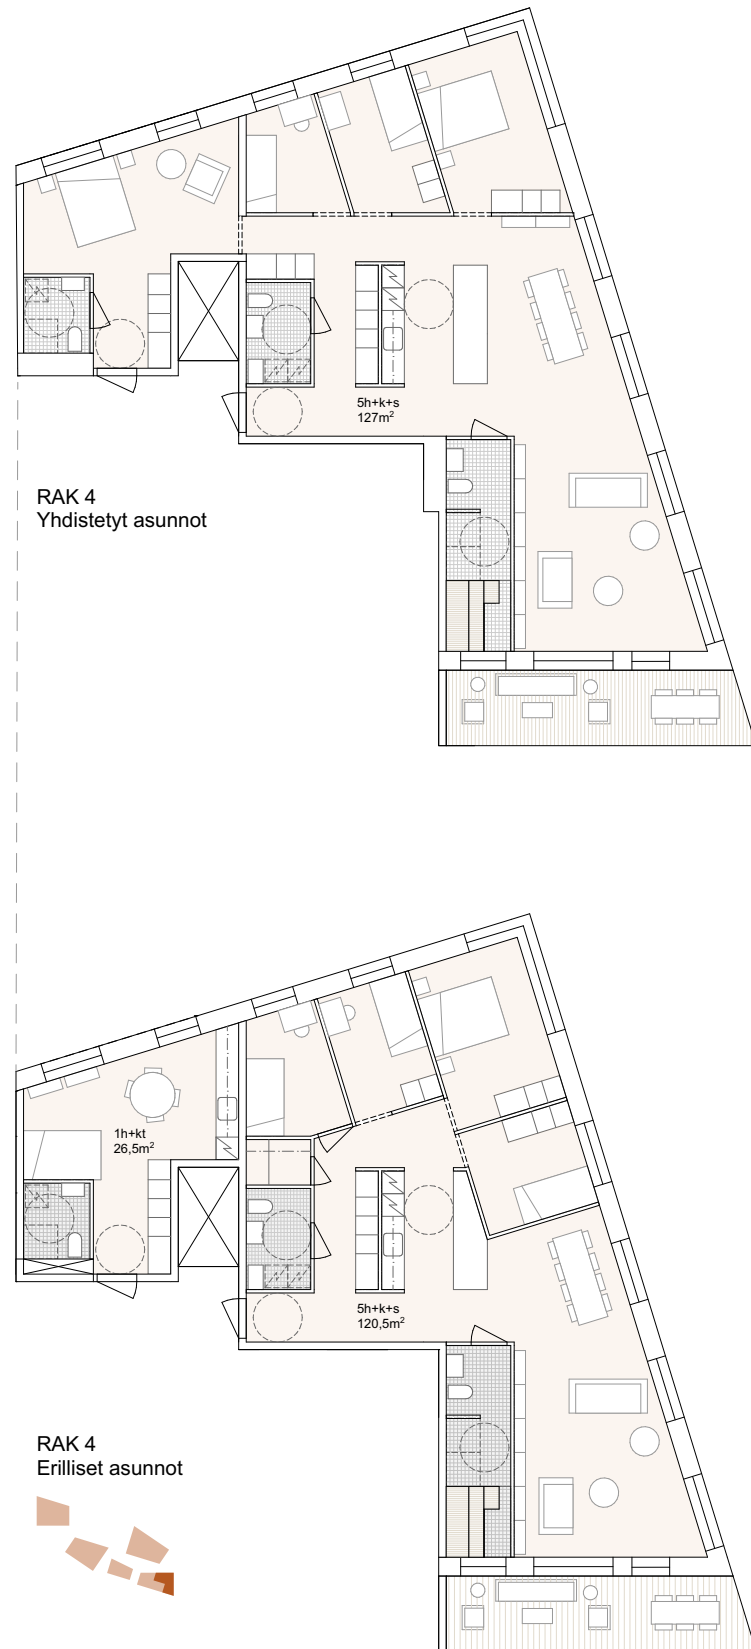 5h+k+s
127m²
RAK 4
Yhdistetyt asunnot
1h+kt
26,5m²
5h+k+s
120,5m²
RAK 4
Erilliset asunnot